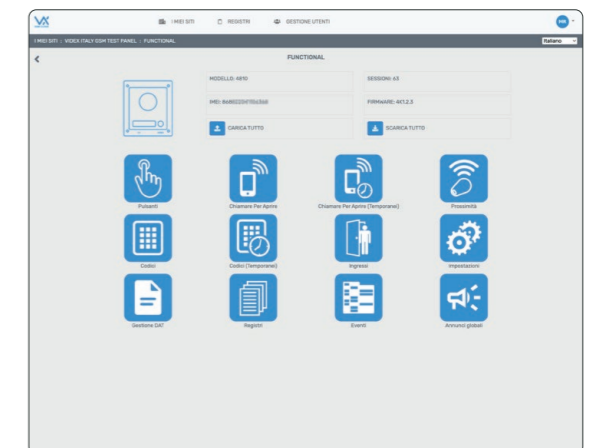 VX
I MIEI SITI
REGISTRI
GESTIONE UTENTI
I MIEI SITI
VIDEX ITALY GSM TEST PANEL
FUNCTIONAL
Italiano
FUNCTIONAL
MODELLO: 4810
SESSIONI: 63
IMEI:
FIRMWARE: 4K1.2.3
CARICA TUTTO
SCARICA TUTTO
Pulsanti
Chiamare Per Aprire
Chiamare Per Aprire (Temporanei)
Prossimità
Codici
Codici (Temporanei)
Ingressi
Impostazioni
Gestione DAT
Registri
Eventi
Annunci globali